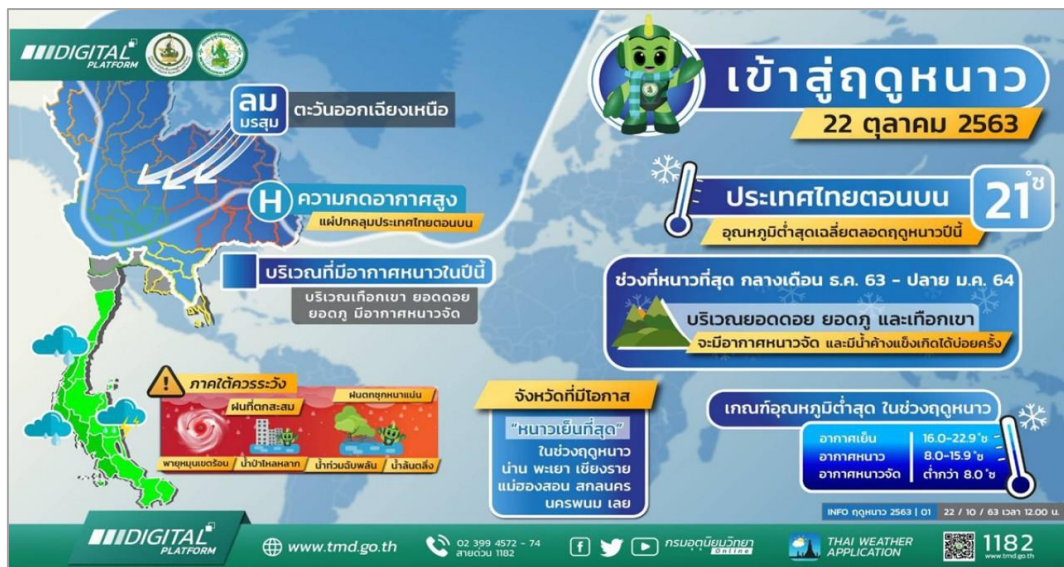 DIGITAL
PLATFORM
ลม
มรสุม
ตะวันออกเฉียงเหนือ
H
ความกดอากาศสูง
แผ่ปกคลุมประเทศไทยตอนบน
บริเวณที่มีอากาศหนาวในปีนี้
บริเวณเทือกเขา ยอดดอย
ยอดภู มีอากาศหนาวจัด
เข้าสู่ฤดูหนาว
22 ตุลาคม 2563
ประเทศไทยตอนบน
21 °ซ
อุณหภูมิต่ำสุดเฉลี่ยตลอดฤดูหนาวปีนี้
ช่วงที่หนาวที่สุด กลางเดือน ธ.ค. 63 - ปลาย ม.ค. 64
บริเวณยอดดอย ยอดภู และเทือกเขา
จะมีอากาศหนาวจัด และมีน้ำค้างแข็งเกิดได้บ่อยครั้ง
ภาคใต้ควรระวัง
ฝนที่ตกสะสม
ฝนตกชุกหนาแน่น
พายุหมุนเขตร้อน
น้ำป่าไหลหลาก
น้ำท่วมฉับพลัน
น้ำล้นตลิ่ง
จังหวัดที่มีโอกาส
"หนาวเย็นที่สุด"
ในช่วงฤดูหนาว
น่าน พะเยา เชียงราย
แม่ฮองสอน สกลนคร
นครพนม เลย
เกณฑ์อุณหภูมิต่ำสุด ในช่วงฤดูหนาว
อากาศเย็น 16.0-22.9 °ซ
อากาศหนาว 8.0-15.9 °ซ
อากาศหนาวจัด ต่ำกว่า 8.0 °ซ
INFO ฤดูหนาว 2563 | 01 22 / 10 / 63 เวลา 12.00 น.
DIGITAL
PLATFORM
www.tmd.go.th
02 399 4572 - 74
สายด่วน 1182
กรมอุตุนิยมวิทยา
Online
THAI WEATHER
APPLICATION
1182
www.tmd.go.th